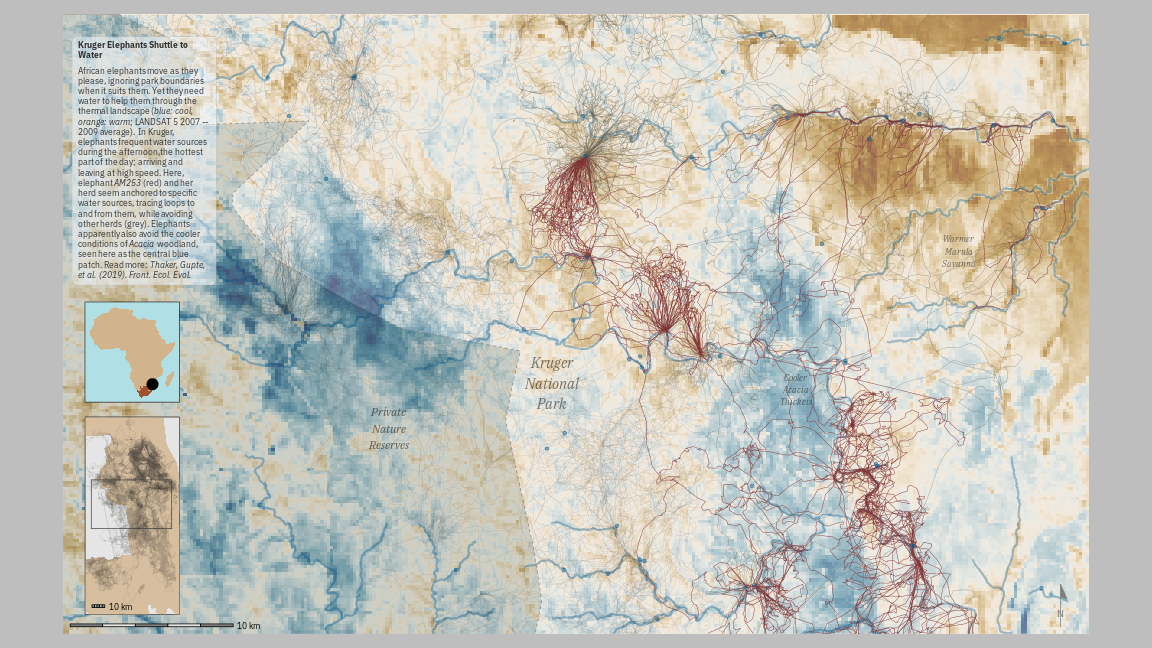 Kruger Elephants Shuttle to
Water
African elephants move as they
please, ignoring park boundaries
when it suits them. Yet they need
water to help them through the
thermal landscape (blue: cool,
orange: warm; LANDSAT 5 2007 --
2009 average). In Kruger,
elephants frequent water sources
during the afternoon,the hottest
part of the day; arriving and
leaving at high speed. Here,
elephant AM253 (red) and her
herd seem anchored to specific
water sources, tracing loops to
and from them, while avoiding
other herds (grey). Elephants
apparently also avoid the cooler
conditions of Acacia woodland,
seen here as the central blue
patch. Read more: Thaker, Gupte,
et al. (2019). Front. Ecol. Evol.
Warmer
Marula
Savanna
Kruger
National
Park
Cooler
Acacia
Thickets
Private
Nature
Reserves
10 km
10 km
N